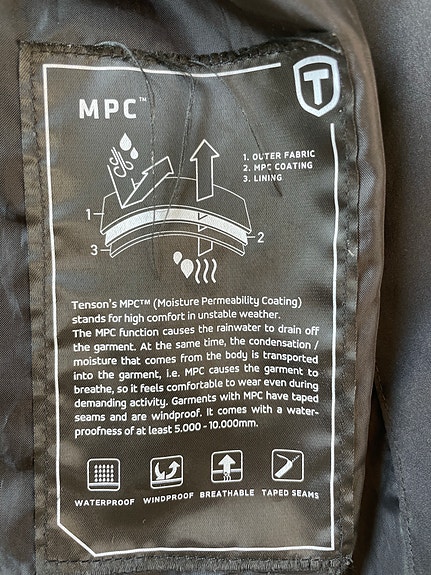 T
MPC™
1. OUTER FABRIC
2. MPC COATING
3. LINING
1
2
3
Tenson's MPC™ (Moisture Permeability Coating)
stands for high comfort in unstable weather.
The MPC function causes the rainwater to drain off
the garment. At the same time, the condensation /
moisture that comes from the body is transported
into the garment, i.e. MPC causes the garment to
breathe, so it feels comfortable to wear even during
demanding activity. Garments with MPC have taped
seams and are windproof. It comes with a water-
proofness of at least 5.000 - 10.000mm.
WATERPROOF WINDPROOF BREATHABLE TAPED SEAMS